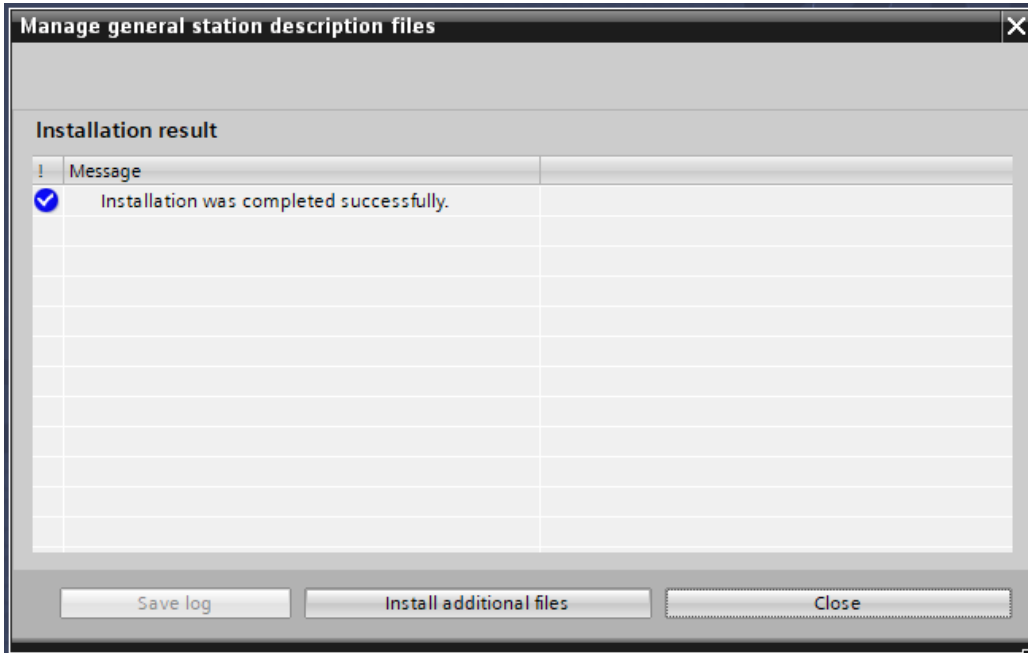 Manage general station description files
Installation result
! Message
Installation was completed successfully.
Save log Install additional files Close